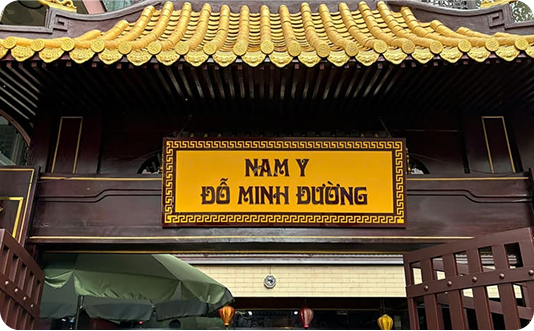 NAM Y
ĐỖ MINH ĐƯỜNG